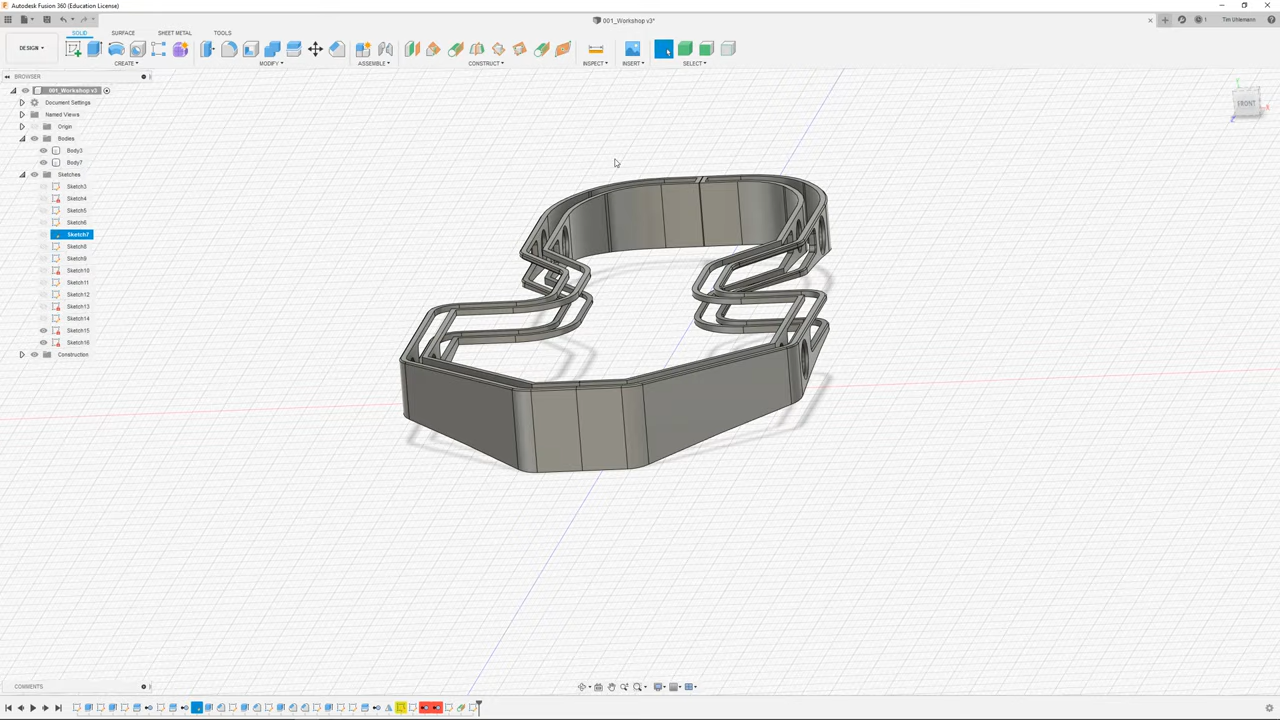 Autodesk Fusion 360 (Education License)
001_Workshop v3*
1
Tim Uhlemann
DESIGN
SOLID SURFACE SHEET METAL TOOLS
CREATE MODIFY ASSEMBLE CONSTRUCT INSPECT INSERT SELECT
BROWSER
001_Workshop v3
Document Settings
Named Views
Origin
Bodies
Body3
Body7
Sketches
Sketch3
Sketch4
Sketch5
Sketch6
Sketch7
Sketch8
Sketch9
Sketch10
Sketch11
Sketch12
Sketch13
Sketch14
Sketch15
Sketch16
Construction
FRONT
Y
X
Z
COMMENTS